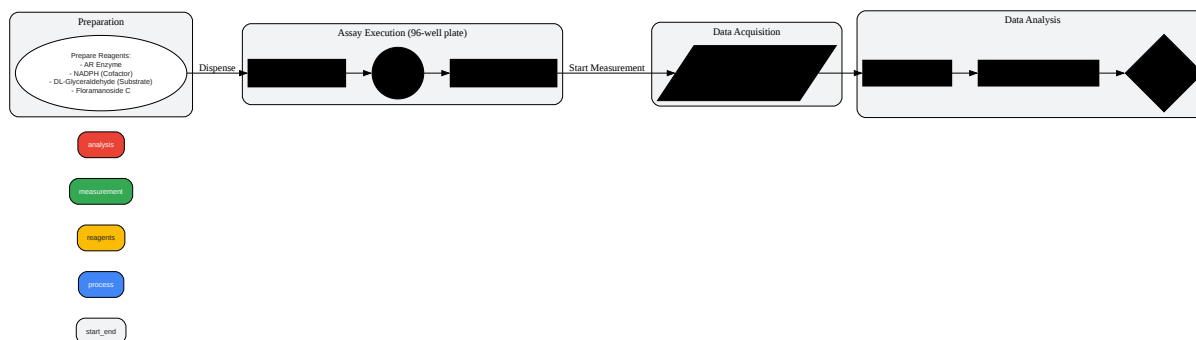 Preparation
Prepare Reagents:
- AR Enzyme
- NADPH (Cofactor)
- DL-Glyceraldehyde (Substrate)
- Floramanoside C
Dispense
Assay Execution (96-well plate)
Start Measurement
Data Acquisition
Data Analysis
analysis
measurement
reagents
process
start_end